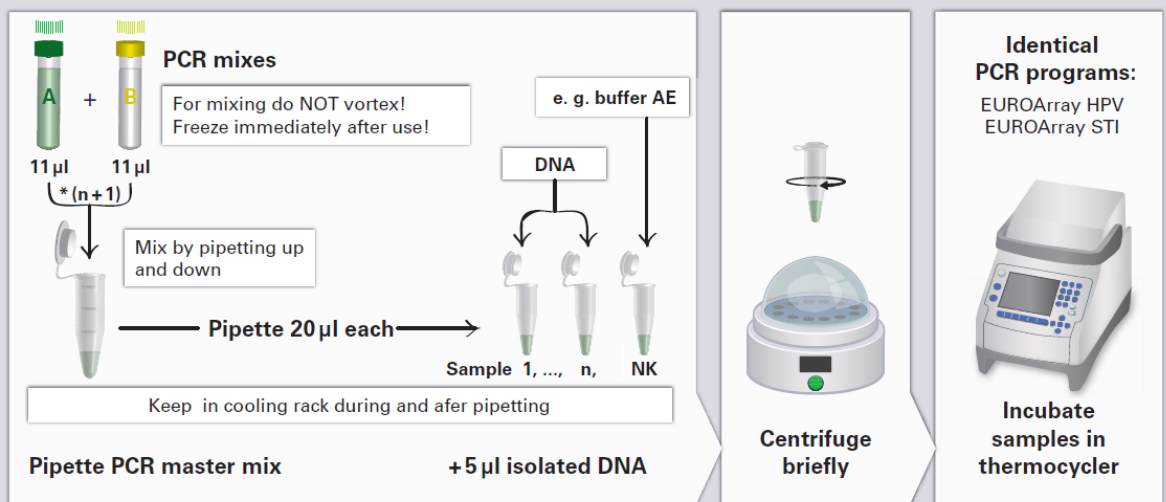 PCR mixes
For mixing do NOT vortex!
Freeze immediately after use!
A
+
B
11 µl
11 µl
* (n + 1)
Mix by pipetting up
and down
Pipette 20 µl each
e. g. buffer AE
DNA
Sample 1, ..., n, NK
Keep in cooling rack during and afer pipetting
Pipette PCR master mix
+ 5 µl isolated DNA
Centrifuge
briefly
Identical
PCR programs:
EUROArray HPV
EUROArray STI
Incubate
samples in
thermocycler